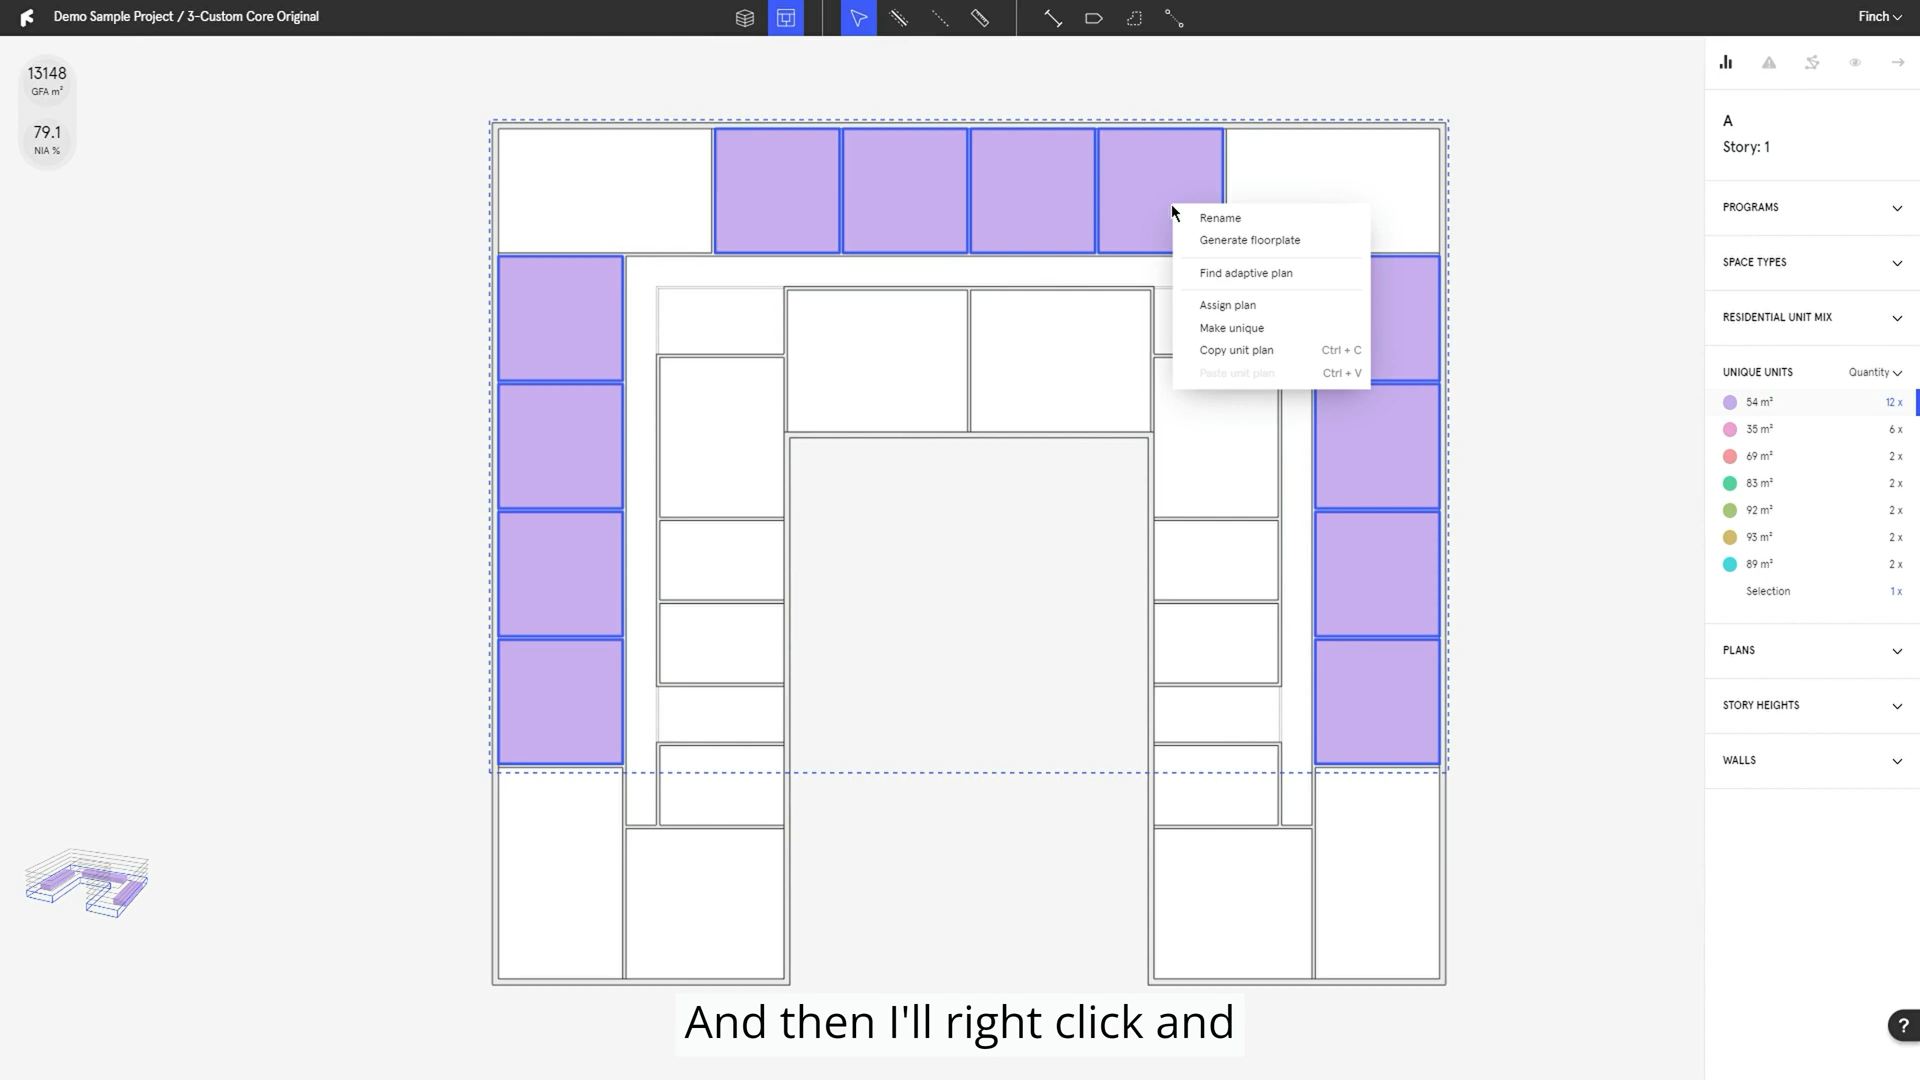 Demo Sample Project / 3-Custom Core Original
Finch
13148
GFA m²
79.1
NIA %
A
Story: 1
PROGRAMS
SPACE TYPES
RESIDENTIAL UNIT MIX
UNIQUE UNITS Quantity
54 m² 12 x
35 m² 6 x
69 m² 2 x
83 m² 2 x
92 m² 2 x
93 m² 2 x
89 m² 2 x
Selection 1 x
PLANS
STORY HEIGHTS
WALLS
Rename
Generate floorplate
Find adaptive plan
Assign plan
Make unique
Copy unit plan Ctrl + C
Paste unit plan Ctrl + V
And then I'll right click and
?